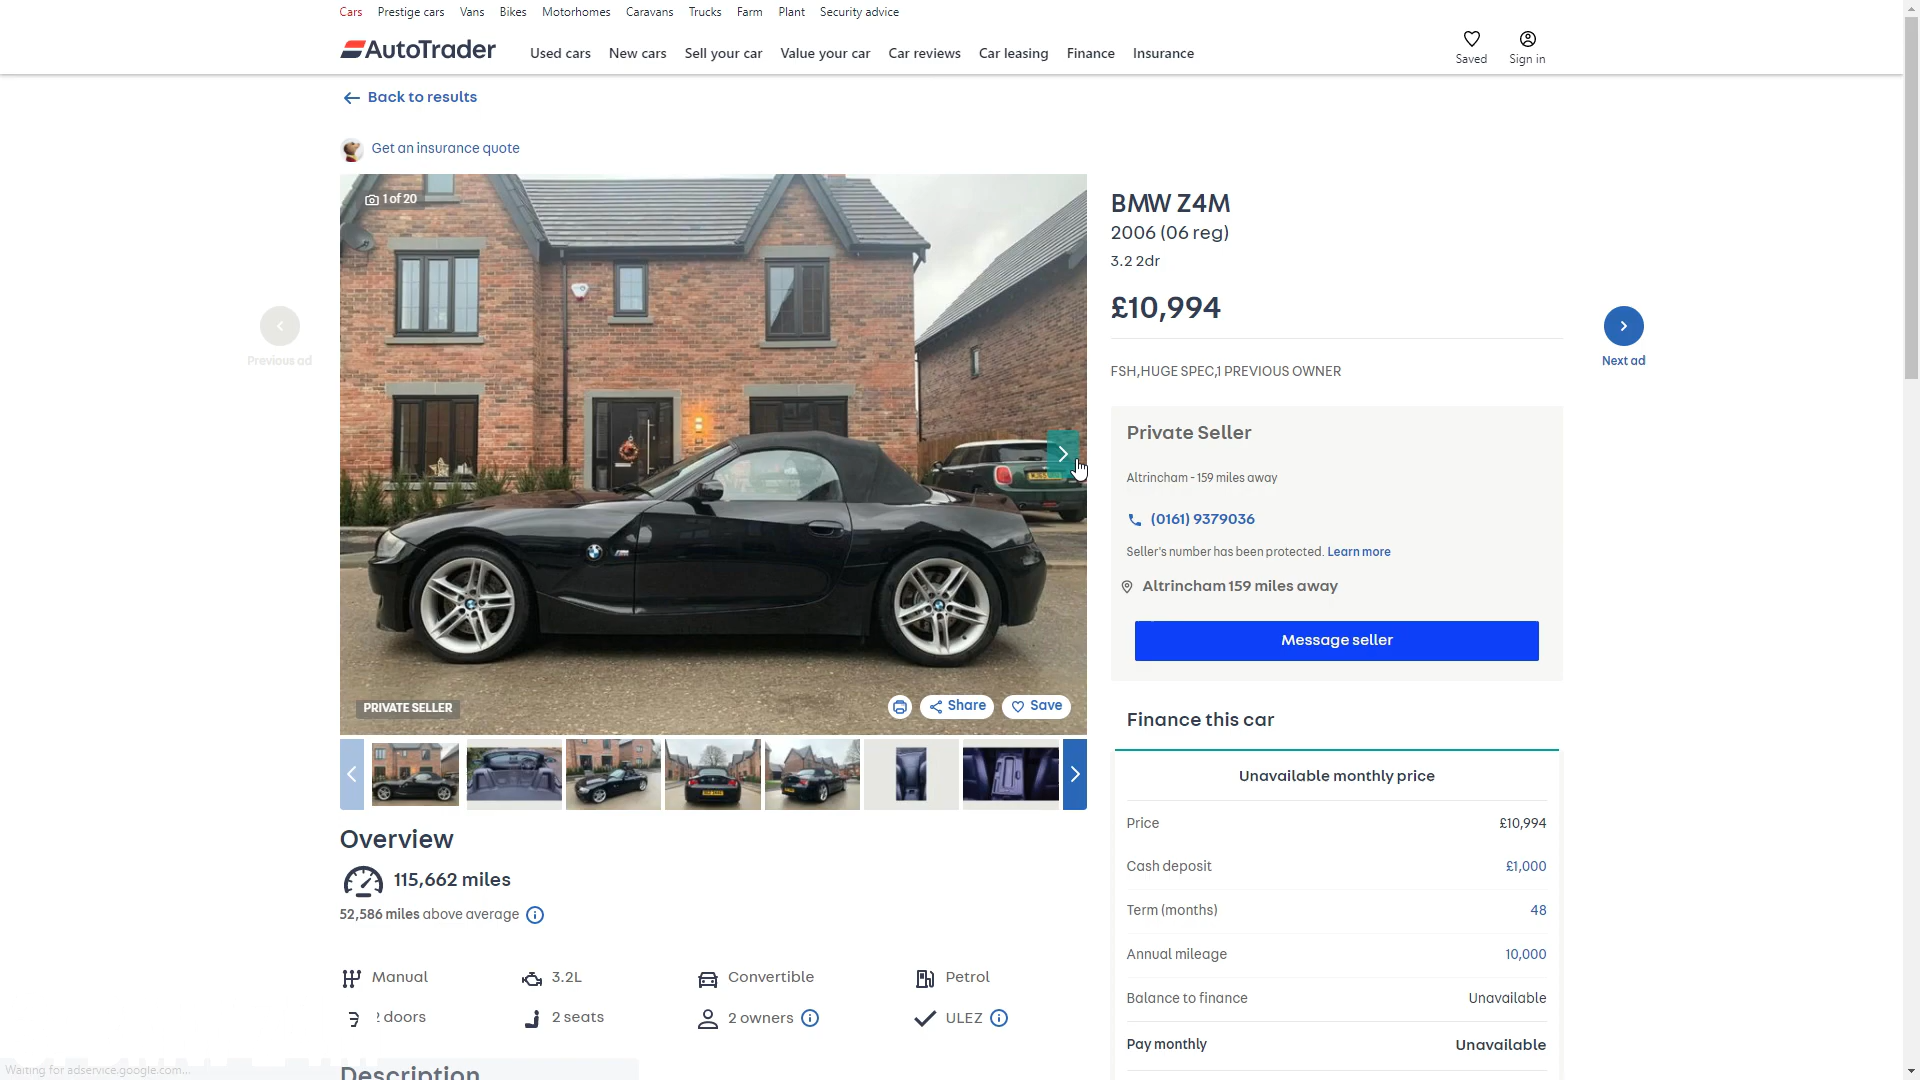 Cars Prestige cars Vans Bikes Motorhomes Caravans Trucks Farm Plant Security advice
AutoTrader Used cars New cars Sell your car Value your car Car reviews Car leasing Finance Insurance Saved Sign in
Back to results
Get an insurance quote
1 of 20
BMW Z4M
2006 (06 reg)
3.2 2dr
£10,994
Previous ad
Next ad
FSH,HUGE SPEC,1 PREVIOUS OWNER
Private Seller
Altrincham - 159 miles away
(0161) 9379036
Seller's number has been protected. Learn more
Altrincham 159 miles away
Message seller
PRIVATE SELLER
Share
Save
Finance this car
Unavailable monthly price
Price £10,994
Cash deposit £1,000
Term (months) 48
Annual mileage 10,000
Balance to finance Unavailable
Pay monthly Unavailable
Overview
115,662 miles
52,586 miles above average
Manual 3.2L Convertible Petrol
2 doors 2 seats 2 owners ULEZ
Description
Waiting for adservice.google.com...